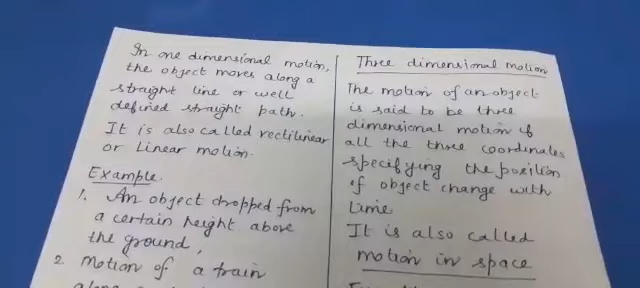 In one dimensional motion,
the object moves along a
straight line or well
defined straight path.
It is also called rectilinear
or Linear motion.
Example.
1. An object dropped from
a certain height above
the ground,
2. Motion of a train
along a
Three dimensional motion
The motion of an object
is said to be three
dimensional motion if
all the three coordinates
specifying the position
of object change with
time
It is also called
motion in space